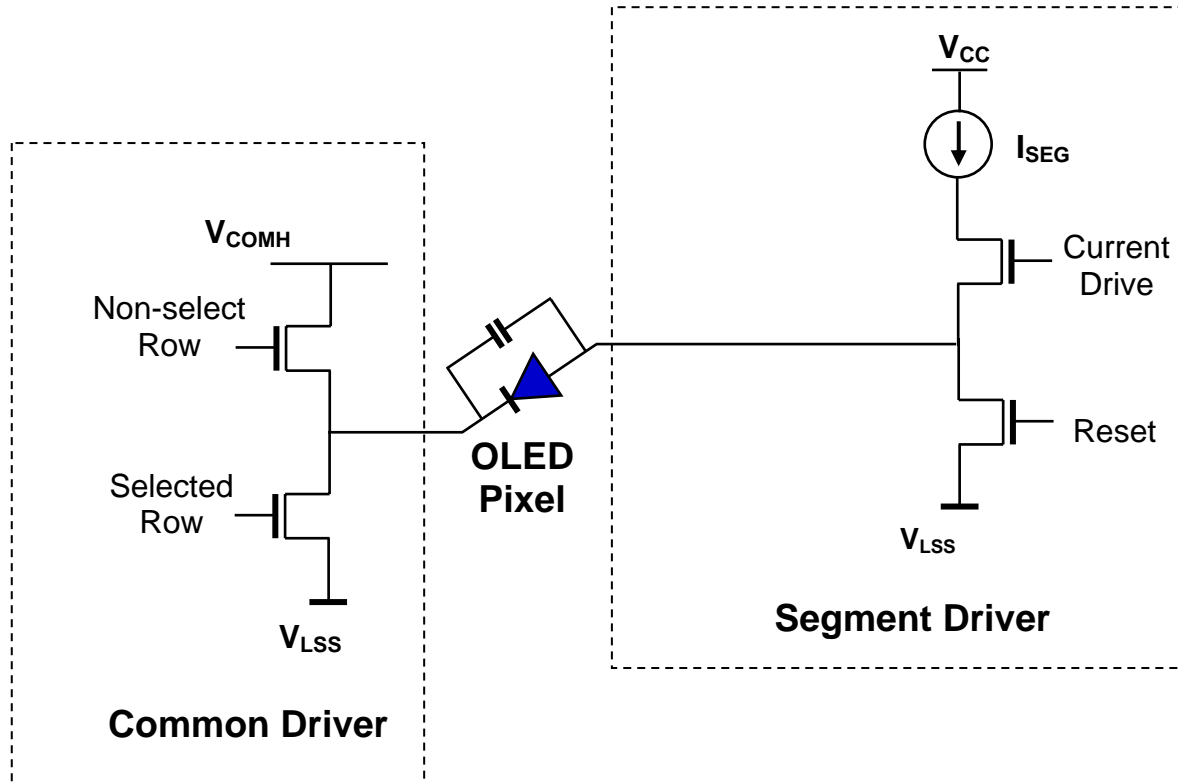 V_CC
I_SEG
V_COMH
Non-select
Row
Current
Drive
OLED
Pixel
Reset
Selected
Row
V_LSS
V_LSS
Segment Driver
Common Driver